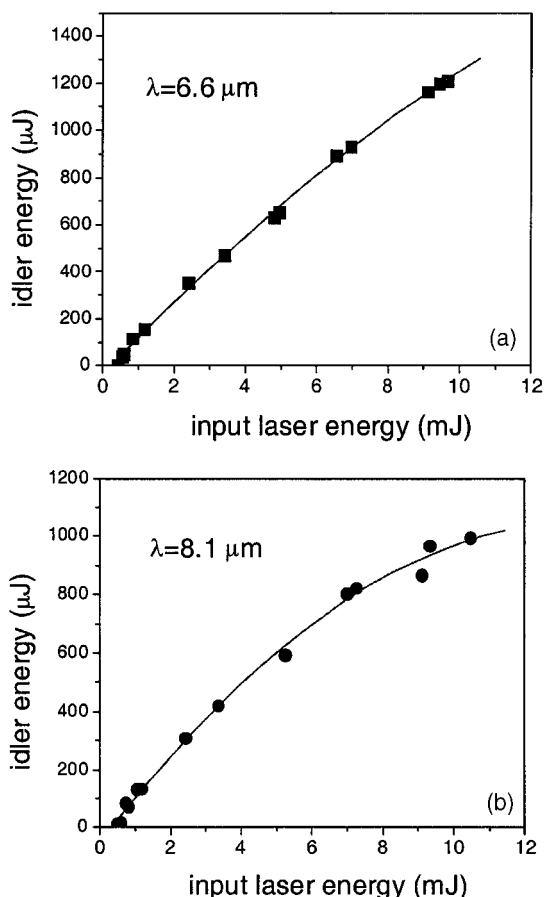 1400
1200
1000
800
600
400
200
0
idler energy (μJ)
λ=6.6 μm
(a)
0 2 4 6 8 10 12
input laser energy (mJ)
1200
1000
800
600
400
200
0
idler energy (μJ)
λ=8.1 μm
(b)
0 2 4 6 8 10 12
input laser energy (mJ)